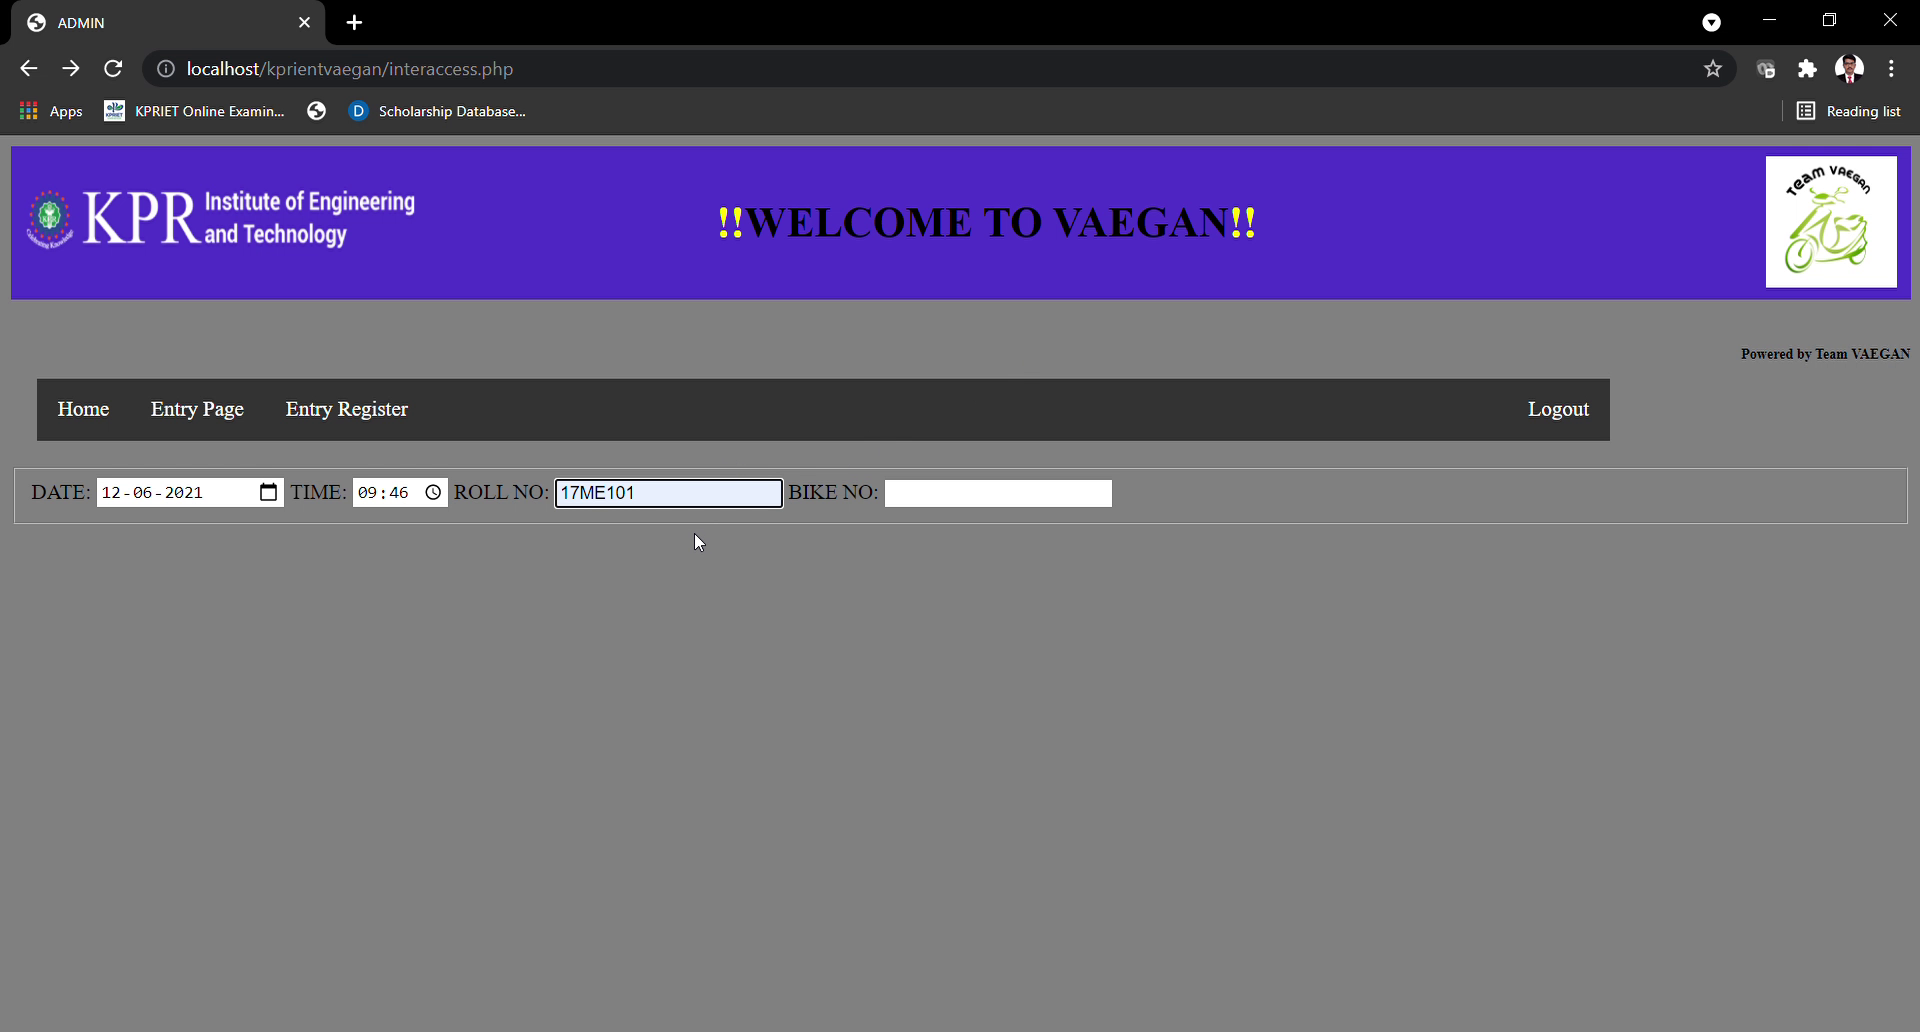 ADMIN
localhost/kprientvaegan/interaccess.php
Apps
KPRIET Online Examin...
D
Scholarship Database...
Reading list
KPR Institute of Engineering
and Technology
!!WELCOME TO VAEGAN!!
Team VAEGAN
Powered by Team VAEGAN
Home Entry Page Entry Register Logout
DATE: 12-06-2021 TIME: 09:46 ROLL NO: 17ME101 BIKE NO: